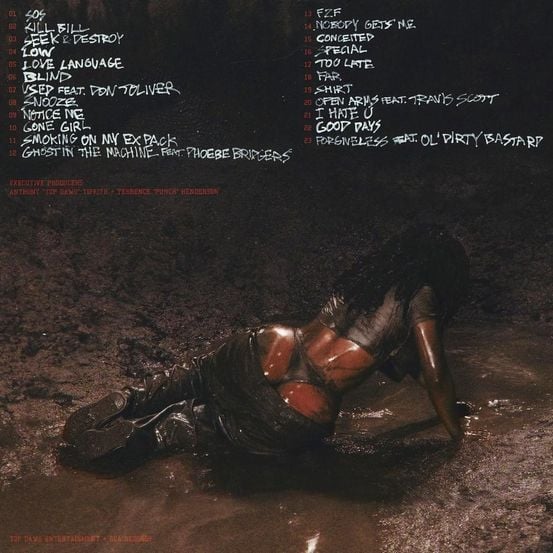 01 SOS
02 KILL BILL
03 SEEK & DESTROY
04 LOW
05 LOVE LANGUAGE
06 BLIND
07 USED FEAT. DON TOLIVER
08 SNOOZE
09 NOTICE ME
10 GONE GIRL
11 SMOKING ON MY EX PACK
12 GHOST IN THE MACHINE FEAT. PHOEBE BRIDGERS
13 F2F
14 NOBODY GETS ME
15 CONCEITED
16 SPECIAL
17 TOO LATE
18 FAR
19 SHIRT
20 OPEN ARMS FEAT. TRAVIS SCOTT
21 I HATE U
22 GOOD DAYS
23 FORGIVELESS FEAT. OL' DIRTY BASTARD
EXECUTIVE PRODUCERS
ANTHONY "TOP DAWG" TIFFITH + TERRENCE "PUNCH" HENDERSON
TOP DAWG ENTERTAINMENT +